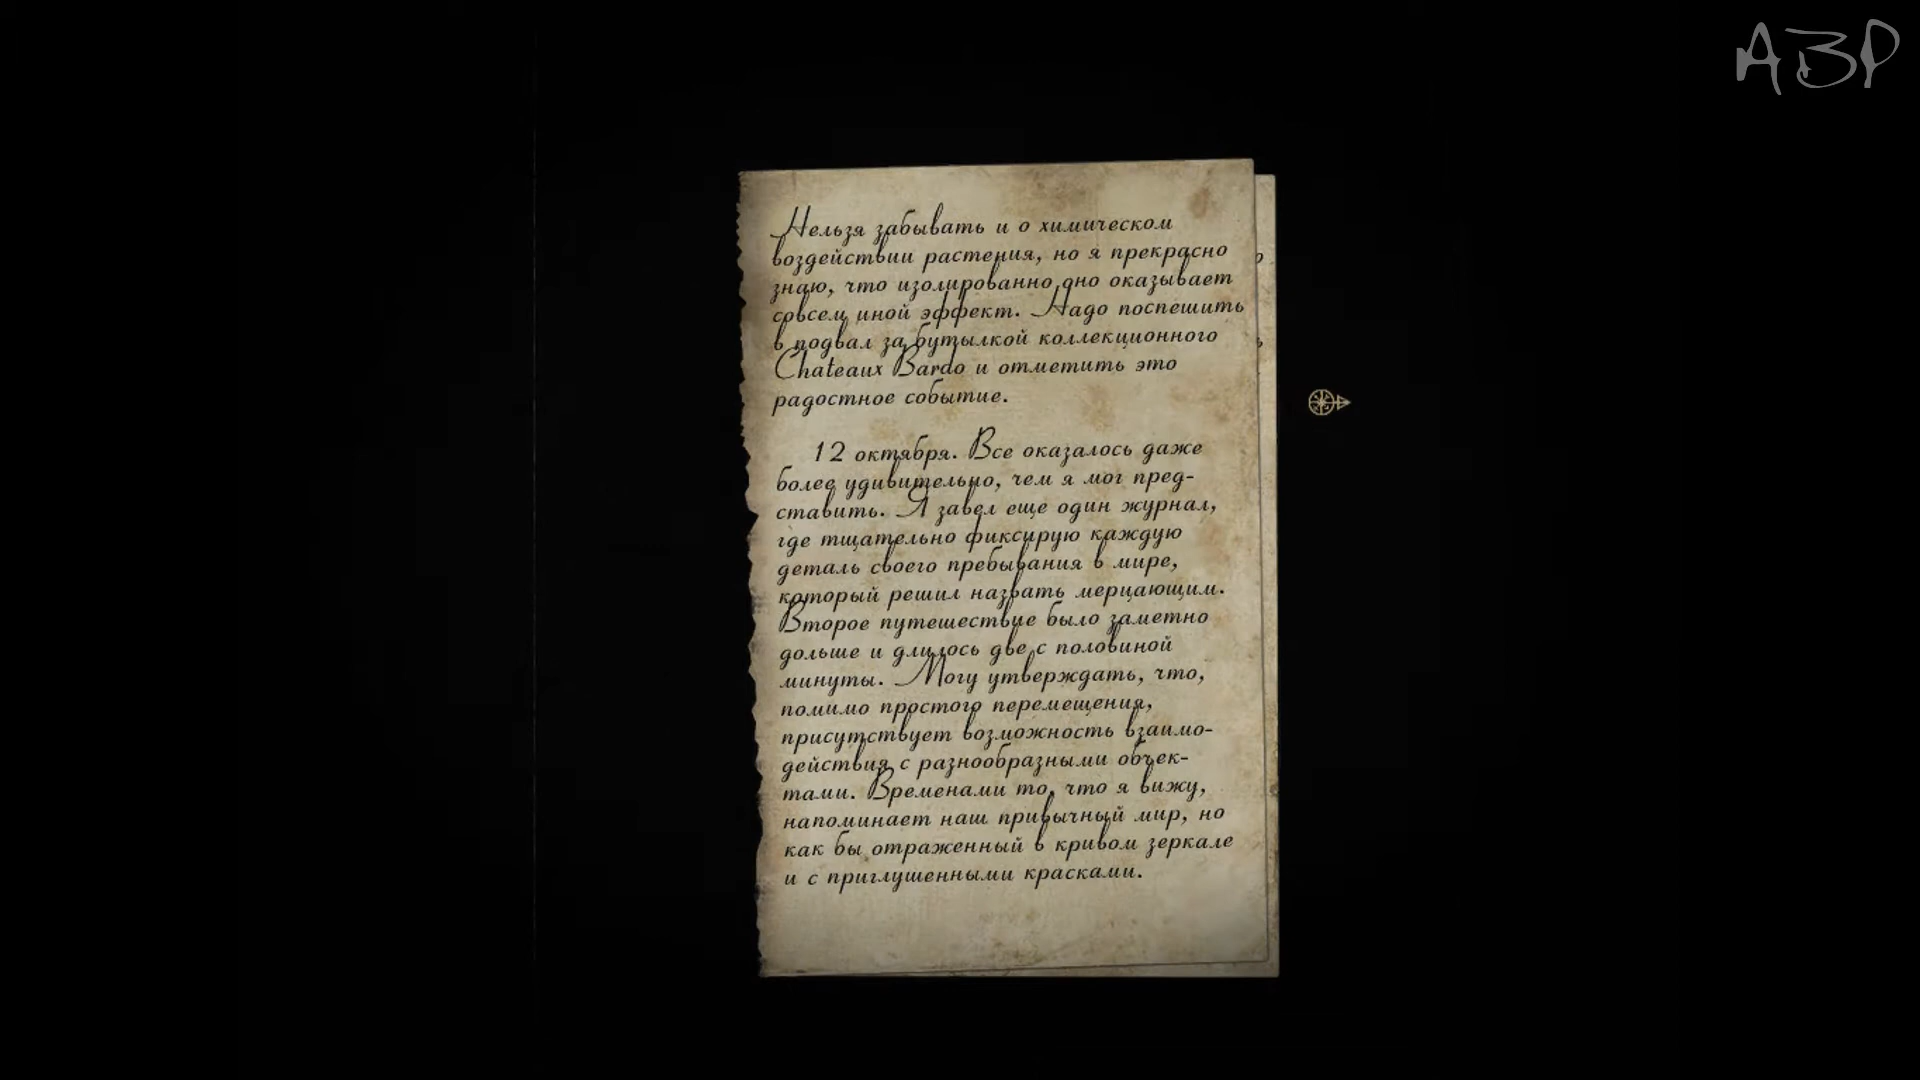 АВР
Нельзя забывать и о химическом
воздействии растения, но я прекрасно
знаю, что изолированно оно оказывает
совсем иной эффект. Надо поспешить
в подвал за бутылкой коллекционного
Chateaux Bardo и отметить это
радостное событие.
12 октября. Все оказалось даже
более удивительно, чем я мог пред-
ставить. Я завел еще один журнал,
где тщательно фиксирую каждую
деталь своего пребывания в мире,
который решил назвать мерцающим.
Второе путешествие было заметно
дольше и длилось две с половиной
минуты. Могу утверждать, что,
помимо простого перемещения,
присутствует возможность взаимо-
действия с разнообразными объек-
тами. Временами то, что я вижу,
напоминает наш привычный мир, но
как бы отраженный в кривом зеркале
и с приглушенными красками.